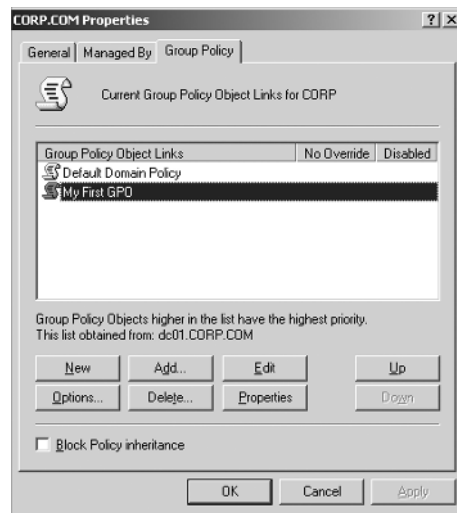 CORP.COM Properties
General Managed By Group Policy
Current Group Policy Object Links for CORP
Group Policy Object Links No Override Disabled
Default Domain Policy
My First GPO
Group Policy Objects higher in the list have the highest priority.
This list obtained from: dc01.CORP.COM
New Add... Edit Up
Options... Delete... Properties Down
Block Policy inheritance
OK Cancel Apply